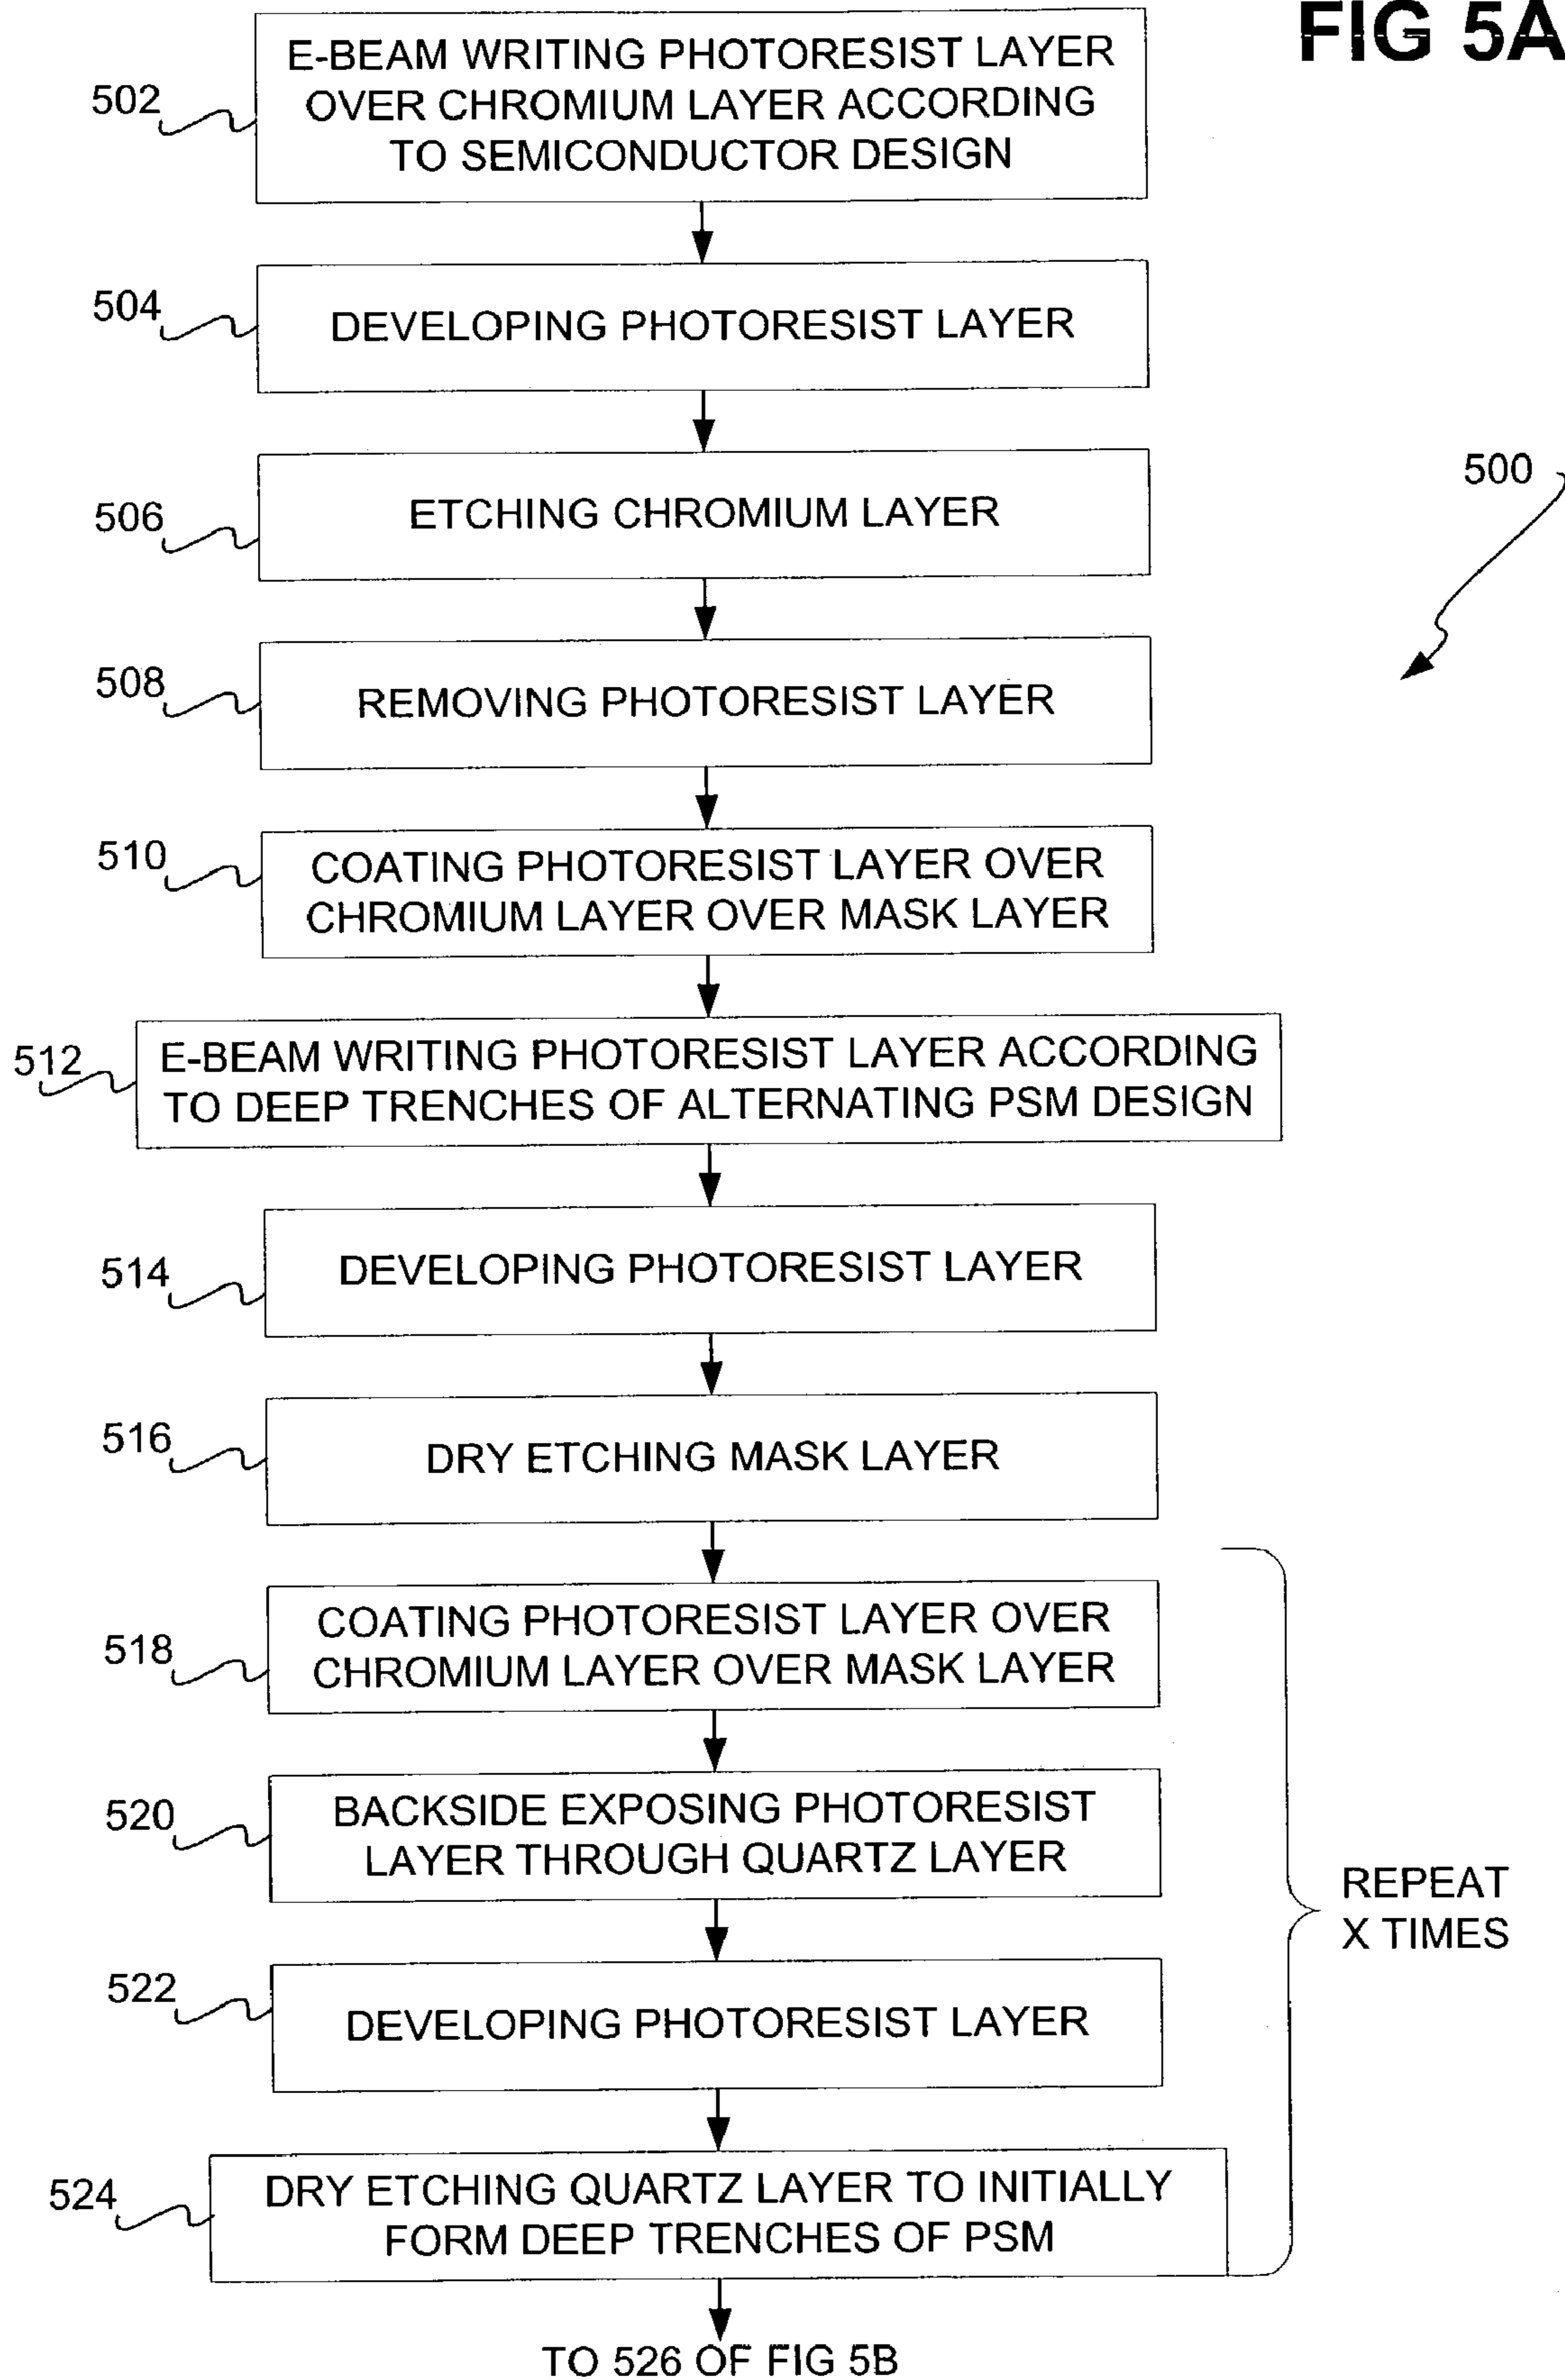 FIG 5A
502
E-BEAM WRITING PHOTORESIST LAYER
OVER CHROMIUM LAYER ACCORDING
TO SEMICONDUCTOR DESIGN
504
DEVELOPING PHOTORESIST LAYER
500
506
ETCHING CHROMIUM LAYER
508
REMOVING PHOTORESIST LAYER
510
COATING PHOTORESIST LAYER OVER
CHROMIUM LAYER OVER MASK LAYER
512
E-BEAM WRITING PHOTORESIST LAYER ACCORDING
TO DEEP TRENCHES OF ALTERNATING PSM DESIGN
514
DEVELOPING PHOTORESIST LAYER
516
DRY ETCHING MASK LAYER
518
COATING PHOTORESIST LAYER OVER
CHROMIUM LAYER OVER MASK LAYER
520
BACKSIDE EXPOSING PHOTORESIST
LAYER THROUGH QUARTZ LAYER
REPEAT
X TIMES
522
DEVELOPING PHOTORESIST LAYER
524
DRY ETCHING QUARTZ LAYER TO INITIALLY
FORM DEEP TRENCHES OF PSM
TO 526 OF FIG 5B